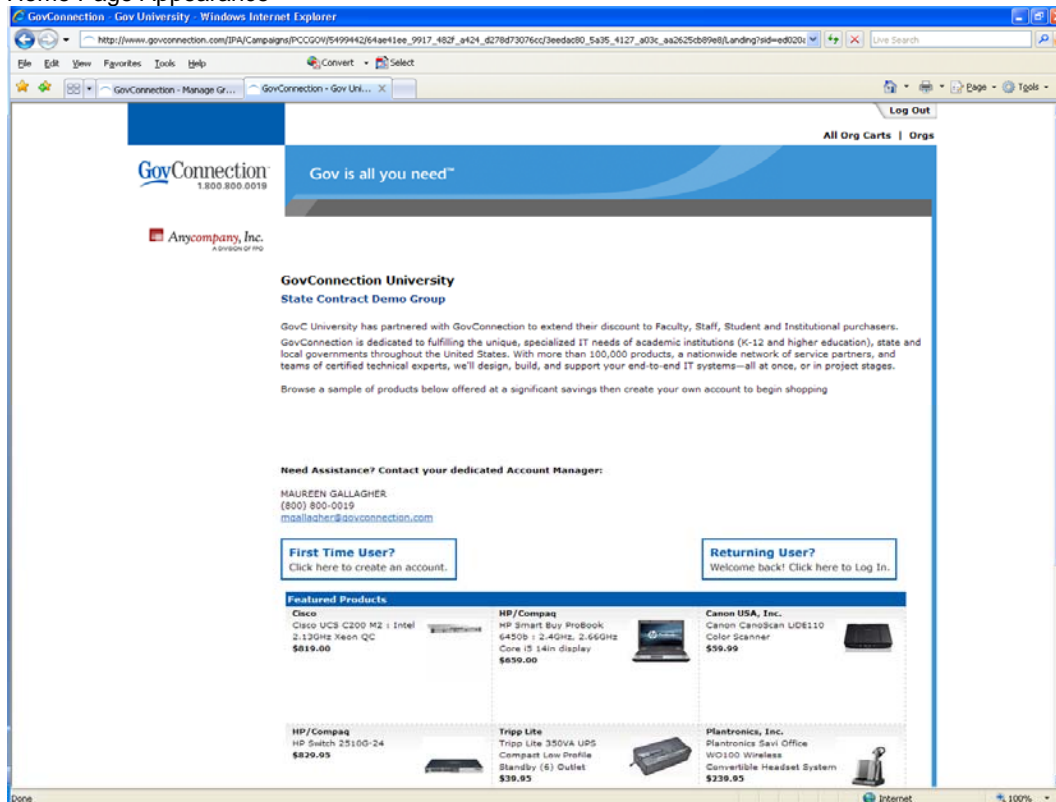 Home Page Appearance
GovConnection - Gov University - Windows Internet Explorer
Live Search
File Edit View Favorites Tools Help
Convert Select
GovConnection - Manage Gr...
GovConnection - Gov Uni...
Page Tools
Log Out
All Org Carts | Orgs
GovConnection
1.800.800.0019
Gov is all you need™
Anycompany, Inc.
A DIVISION OF PPO
GovConnection University
State Contract Demo Group
GovC University has partnered with GovConnection to extend their discount to Faculty, Staff, Student and Institutional purchasers.
GovConnection is dedicated to fulfilling the unique, specialized IT needs of academic institutions (K-12 and higher education), state and
local governments throughout the United States. With more than 100,000 products, a nationwide network of service partners, and
teams of certified technical experts, we'll design, build, and support your end-to-end IT systems—all at once, or in project stages.
Browse a sample of products below offered at a significant savings then create your own account to begin shopping
Need Assistance? Contact your dedicated Account Manager:
MAUREEN GALLAGHER
(800) 800-0019
mgallagher@govconnection.com
First Time User?
Click here to create an account.
Returning User?
Welcome back! Click here to Log In.
Featured Products
Cisco
Cisco UCS C200 M2 : Intel
2.13GHz Xeon QC
$819.00
HP/Compaq
HP Smart Buy ProBook
6450b : 2.4GHz, 2.66GHz
Core i5 14in display
$659.00
Canon USA, Inc.
Canon CanoScan LiDE110
Color Scanner
$59.99
HP/Compaq
HP Switch 2510G-24
$829.95
Tripp Lite
Tripp Lite 350VA UPS
Compact Low Profile
Standby (6) Outlet
$39.95
Plantronics, Inc.
Plantronics Savi Office
WO100 Wireless
Convertible Headset System
$239.95
Done
Internet
100%